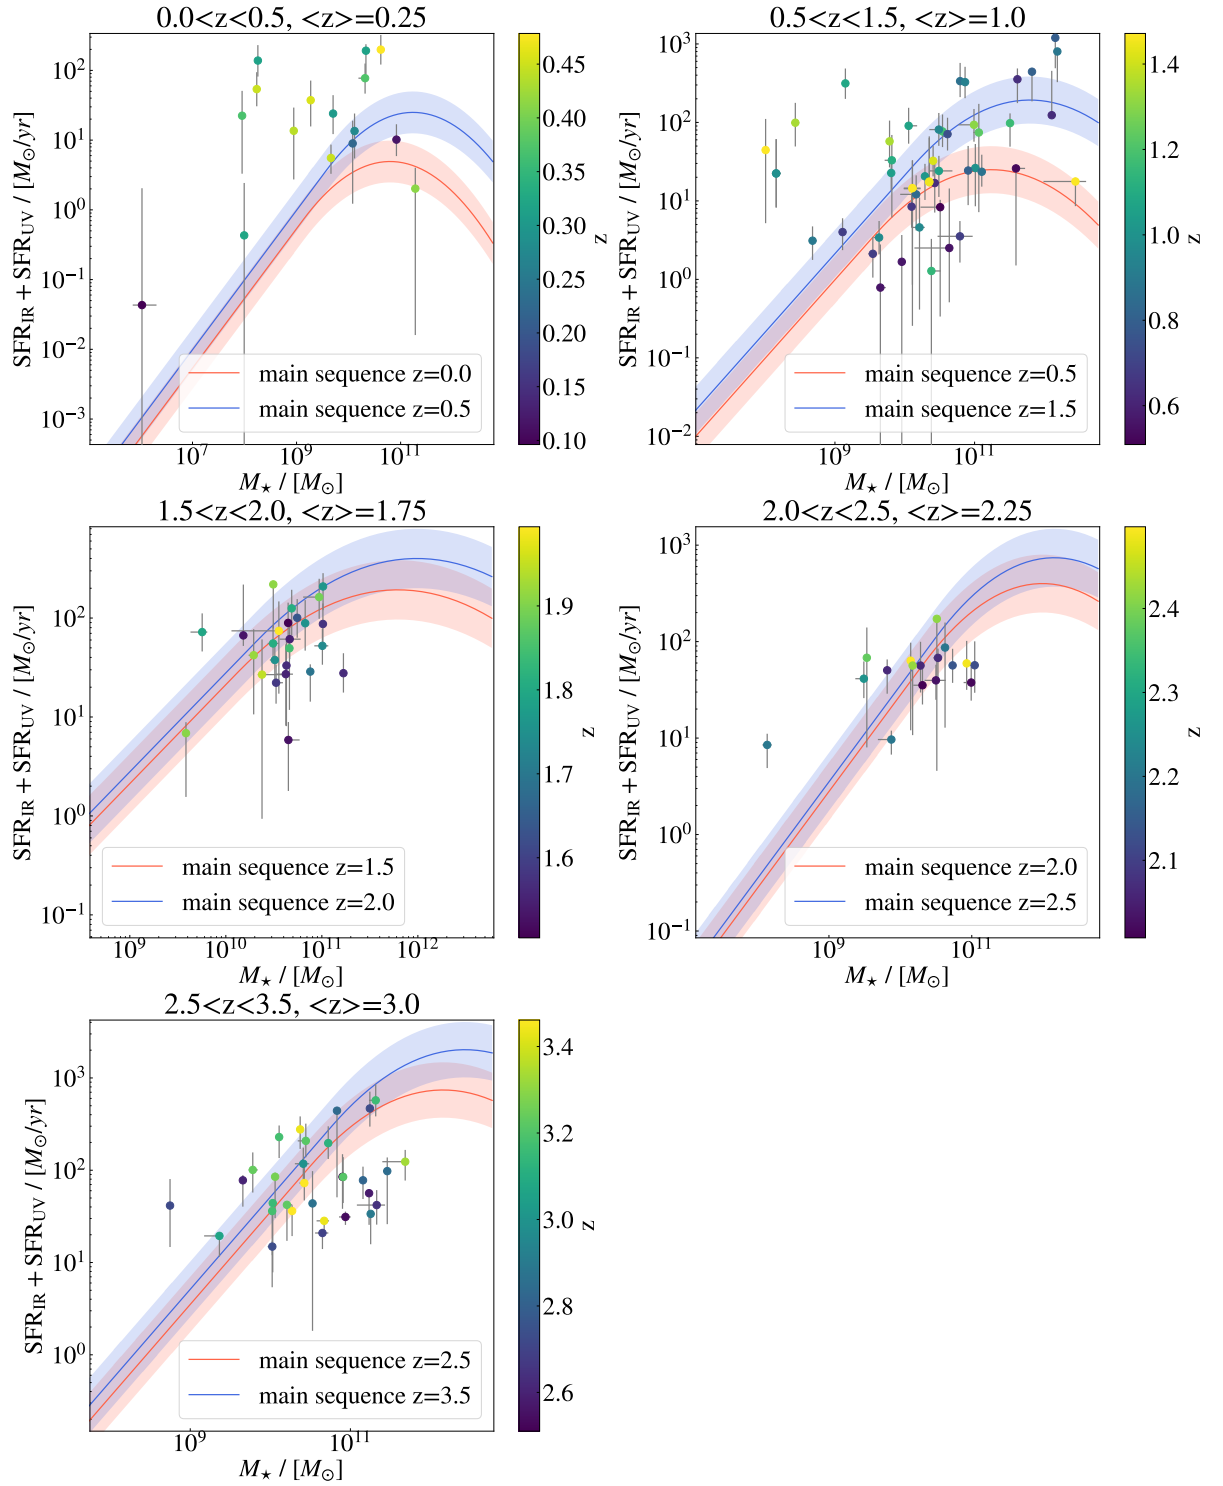 0.0<z<0.5, <z>=0.25
SFR_IR + SFR_UV / [M_⊙/yr]
10^2
10^1
10^0
10^-1
10^-2
10^-3
10^7
10^9
10^11
M_⋆ / [M_⊙]
main sequence z=0.0
main sequence z=0.5
0.45
0.40
0.35
0.30
0.25
0.20
0.15
0.10
z
0.5<z<1.5, <z>=1.0
SFR_IR + SFR_UV / [M_⊙/yr]
10^3
10^2
10^1
10^0
10^-1
10^-2
10^9
10^11
M_⋆ / [M_⊙]
main sequence z=0.5
main sequence z=1.5
1.4
1.2
1.0
0.8
0.6
z
1.5<z<2.0, <z>=1.75
SFR_IR + SFR_UV / [M_⊙/yr]
10^2
10^1
10^0
10^-1
10^9
10^10
10^11
10^12
M_⋆ / [M_⊙]
main sequence z=1.5
main sequence z=2.0
1.9
1.8
1.7
1.6
z
2.0<z<2.5, <z>=2.25
SFR_IR + SFR_UV / [M_⊙/yr]
10^3
10^2
10^1
10^0
10^-1
10^9
10^11
M_⋆ / [M_⊙]
main sequence z=2.0
main sequence z=2.5
2.4
2.3
2.2
2.1
z
2.5<z<3.5, <z>=3.0
SFR_IR + SFR_UV / [M_⊙/yr]
10^3
10^2
10^1
10^0
10^9
10^11
M_⋆ / [M_⊙]
main sequence z=2.5
main sequence z=3.5
3.4
3.2
3.0
2.8
2.6
z